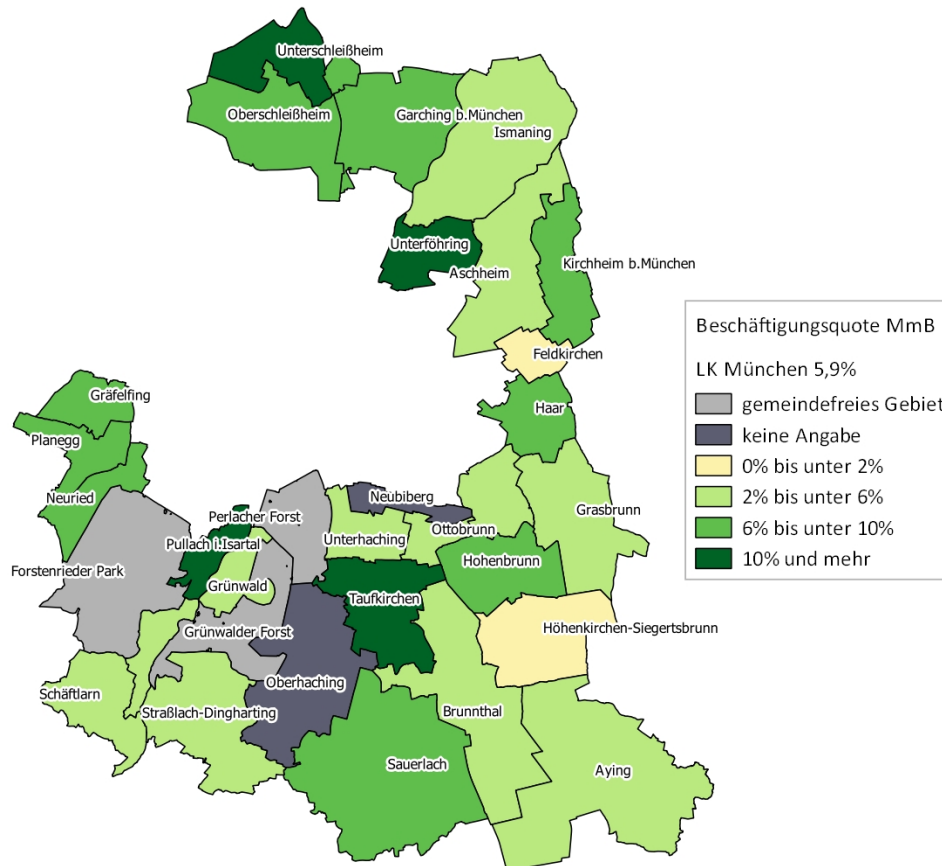 Unterschleißheim
Oberschleißheim
Garching b.München
Ismaning
Unterföhring
Aschheim
Kirchheim b.München
Feldkirchen
Haar
Gräfelfing
Planegg
Neuried
Forstenrieder Park
Perlacher Forst
Pullach i.Isartal
Grünwald
Grünwalder Forst
Neubiberg
Unterhaching
Ottobrunn
Grasbrunn
Hohenbrunn
Taufkirchen
Höhenkirchen-Siegertsbrunn
Oberhaching
Schäftlarn
Straßlach-Dingharting
Brunnthal
Sauerlach
Aying
Beschäftigungsquote MmB
LK München 5,9%
gemeindefreies Gebiet
keine Angabe
0% bis unter 2%
2% bis unter 6%
6% bis unter 10%
10% und mehr